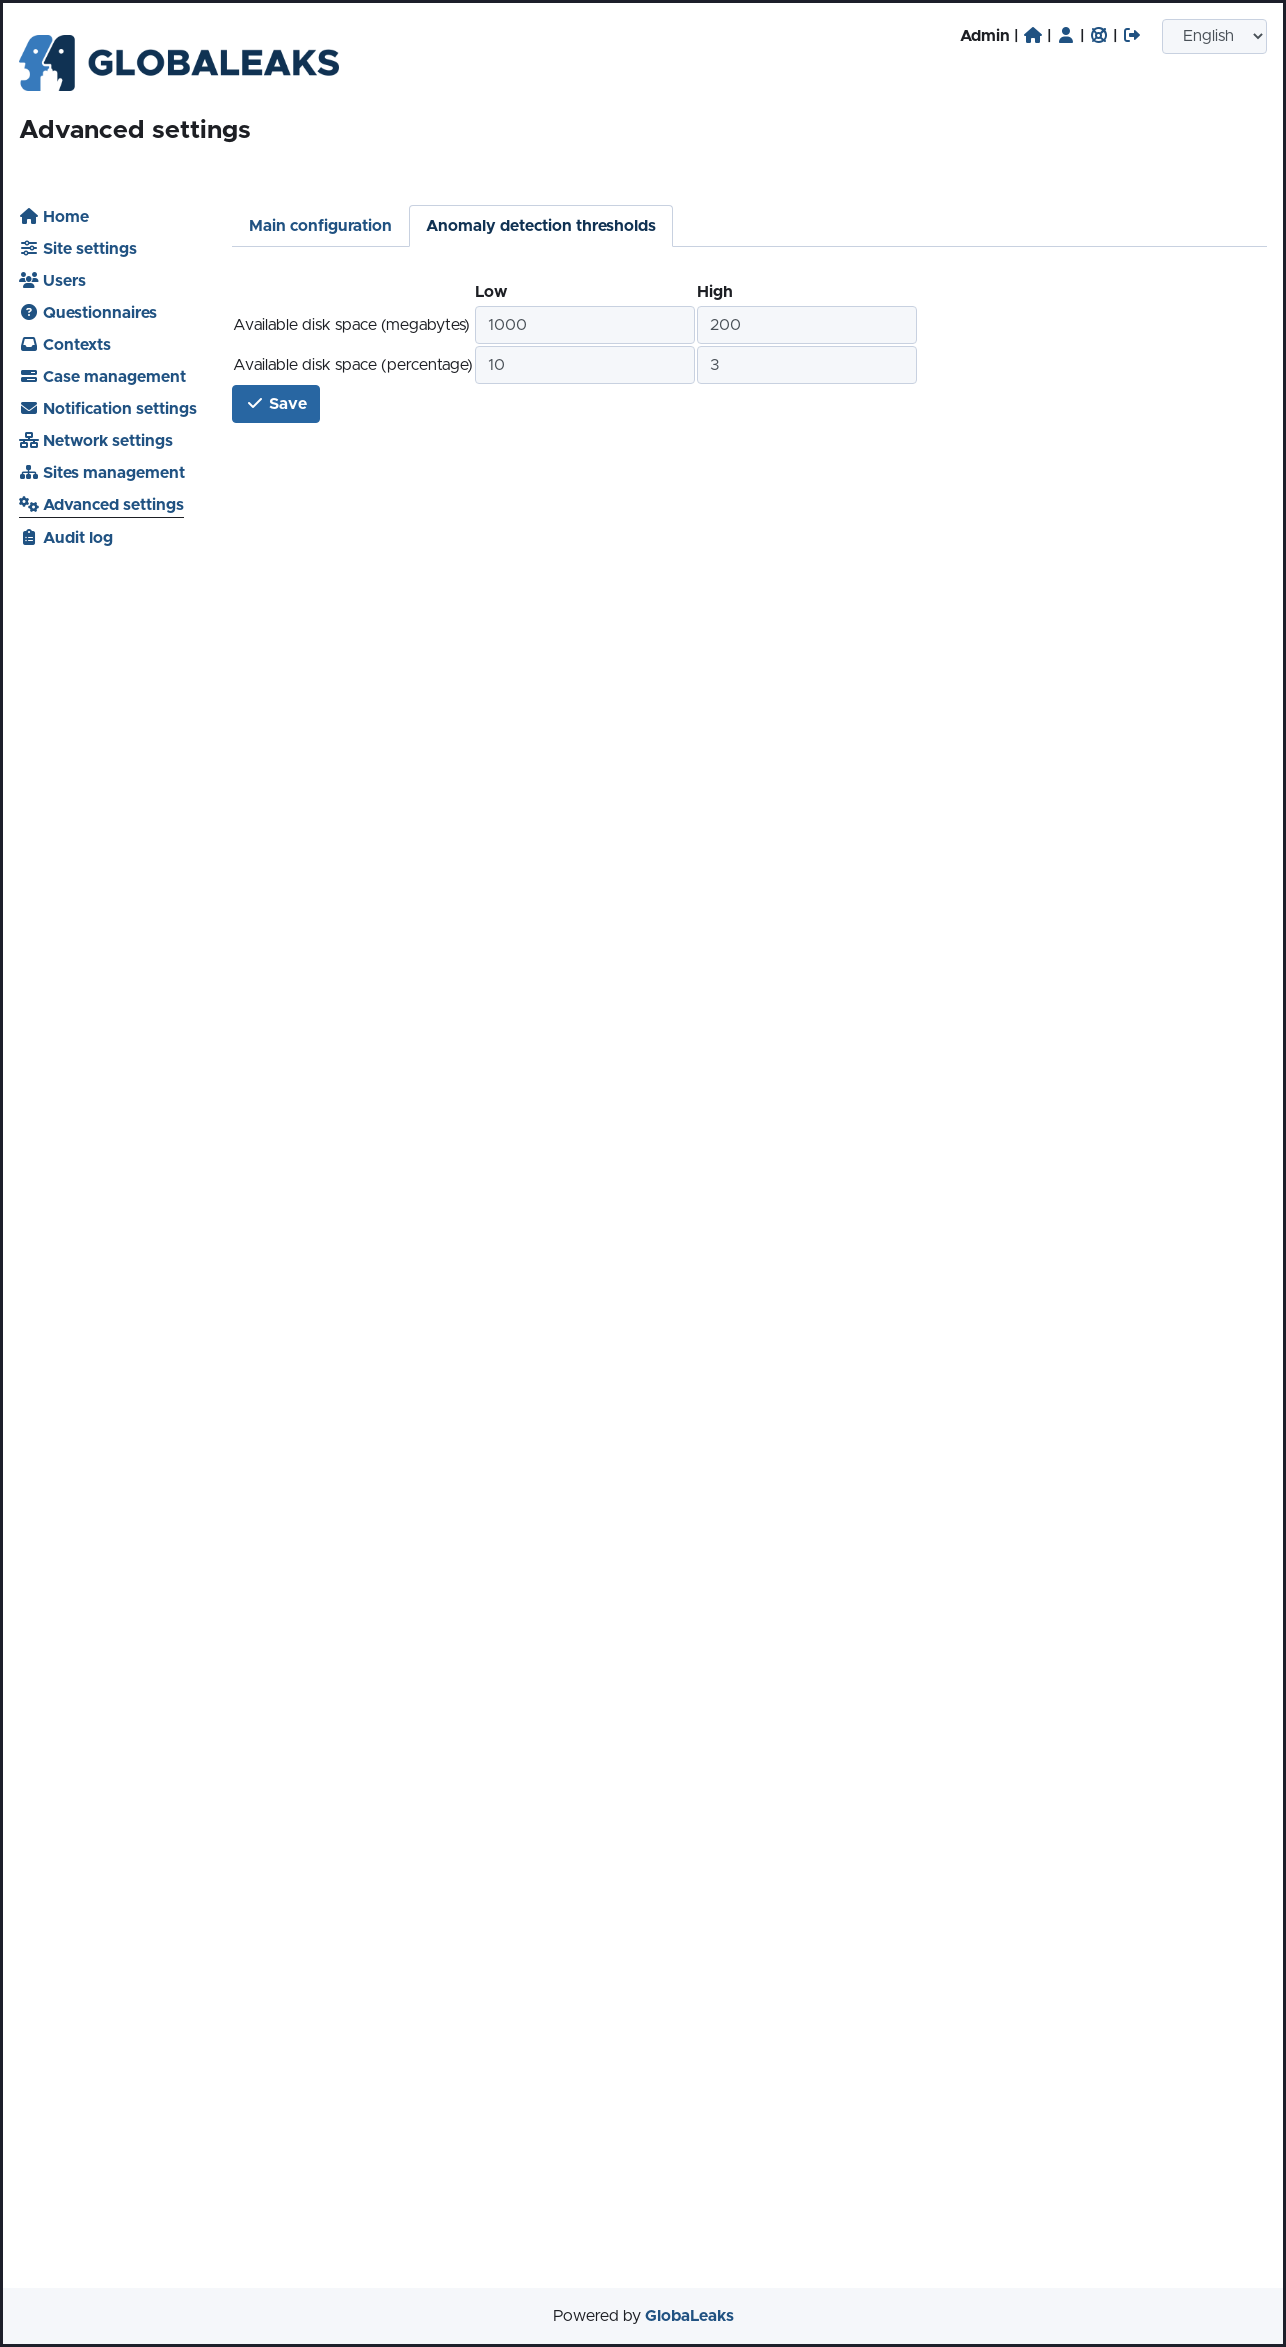 Admin | | | | English
GLOBALEAKS
Advanced settings
Home
Site settings
Users
Questionnaires
Contexts
Case management
Notification settings
Network settings
Sites management
Advanced settings
Audit log
Main configuration Anomaly detection thresholds
Low High
Available disk space (megabytes) 1000 200
Available disk space (percentage) 10 3
Save
Powered by GlobaLeaks